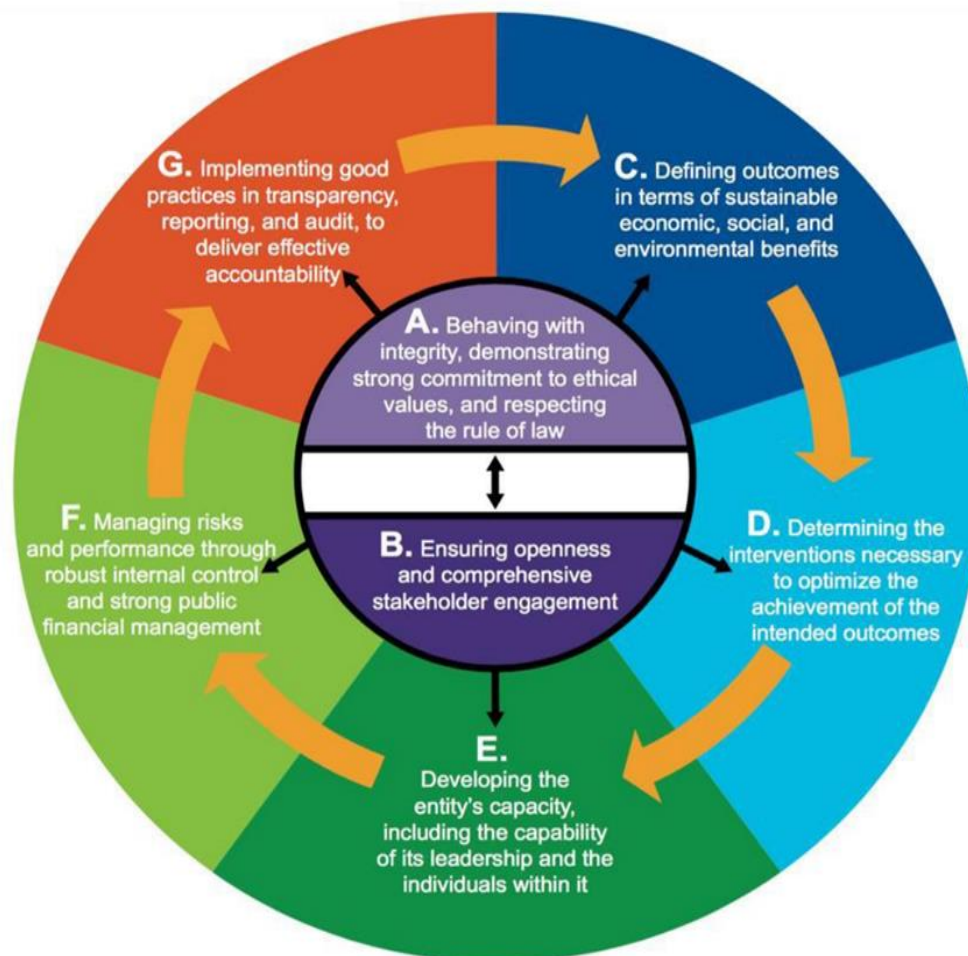 G. Implementing good
practices in transparency,
reporting, and audit, to
deliver effective
accountability
C. Defining outcomes
in terms of sustainable
economic, social, and
environmental benefits
A. Behaving with
integrity, demonstrating
strong commitment to ethical
values, and respecting
the rule of law
B. Ensuring openness
and comprehensive
stakeholder engagement
F. Managing risks
and performance through
robust internal control
and strong public
financial management
D. Determining the
interventions necessary
to optimize the
achievement of the
intended outcomes
E.
Developing the
entity's capacity,
including the capability
of its leadership and the
individuals within it